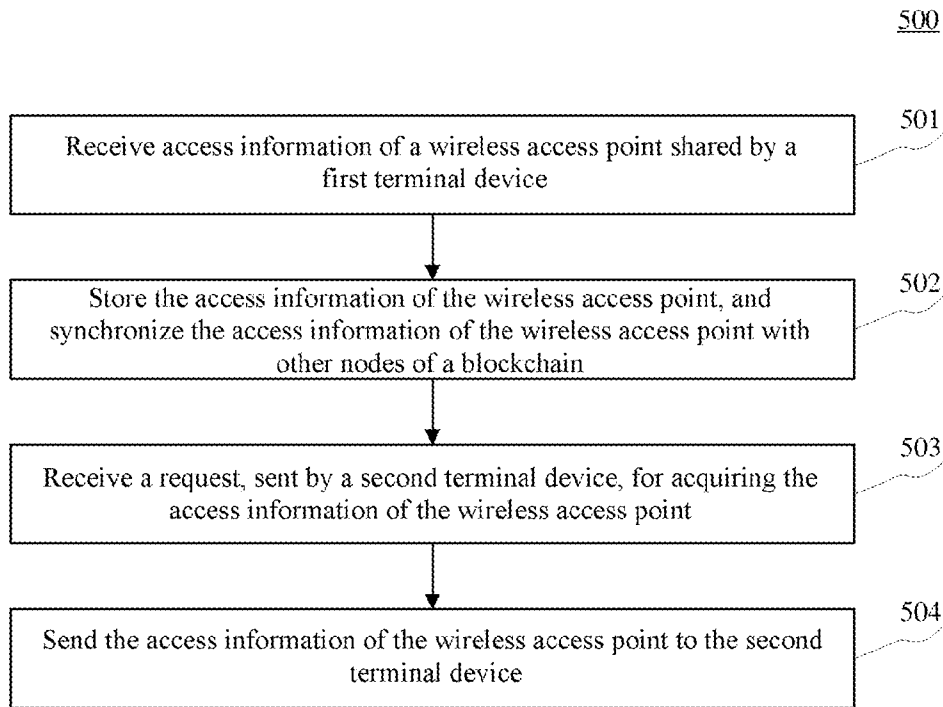 500
501
Receive access information of a wireless access point shared by a
first terminal device
502
Store the access information of the wireless access point, and
synchronize the access information of the wireless access point with
other nodes of a blockchain
503
Receive a request, sent by a second terminal device, for acquiring the
access information of the wireless access point
504
Send the access information of the wireless access point to the second
terminal device